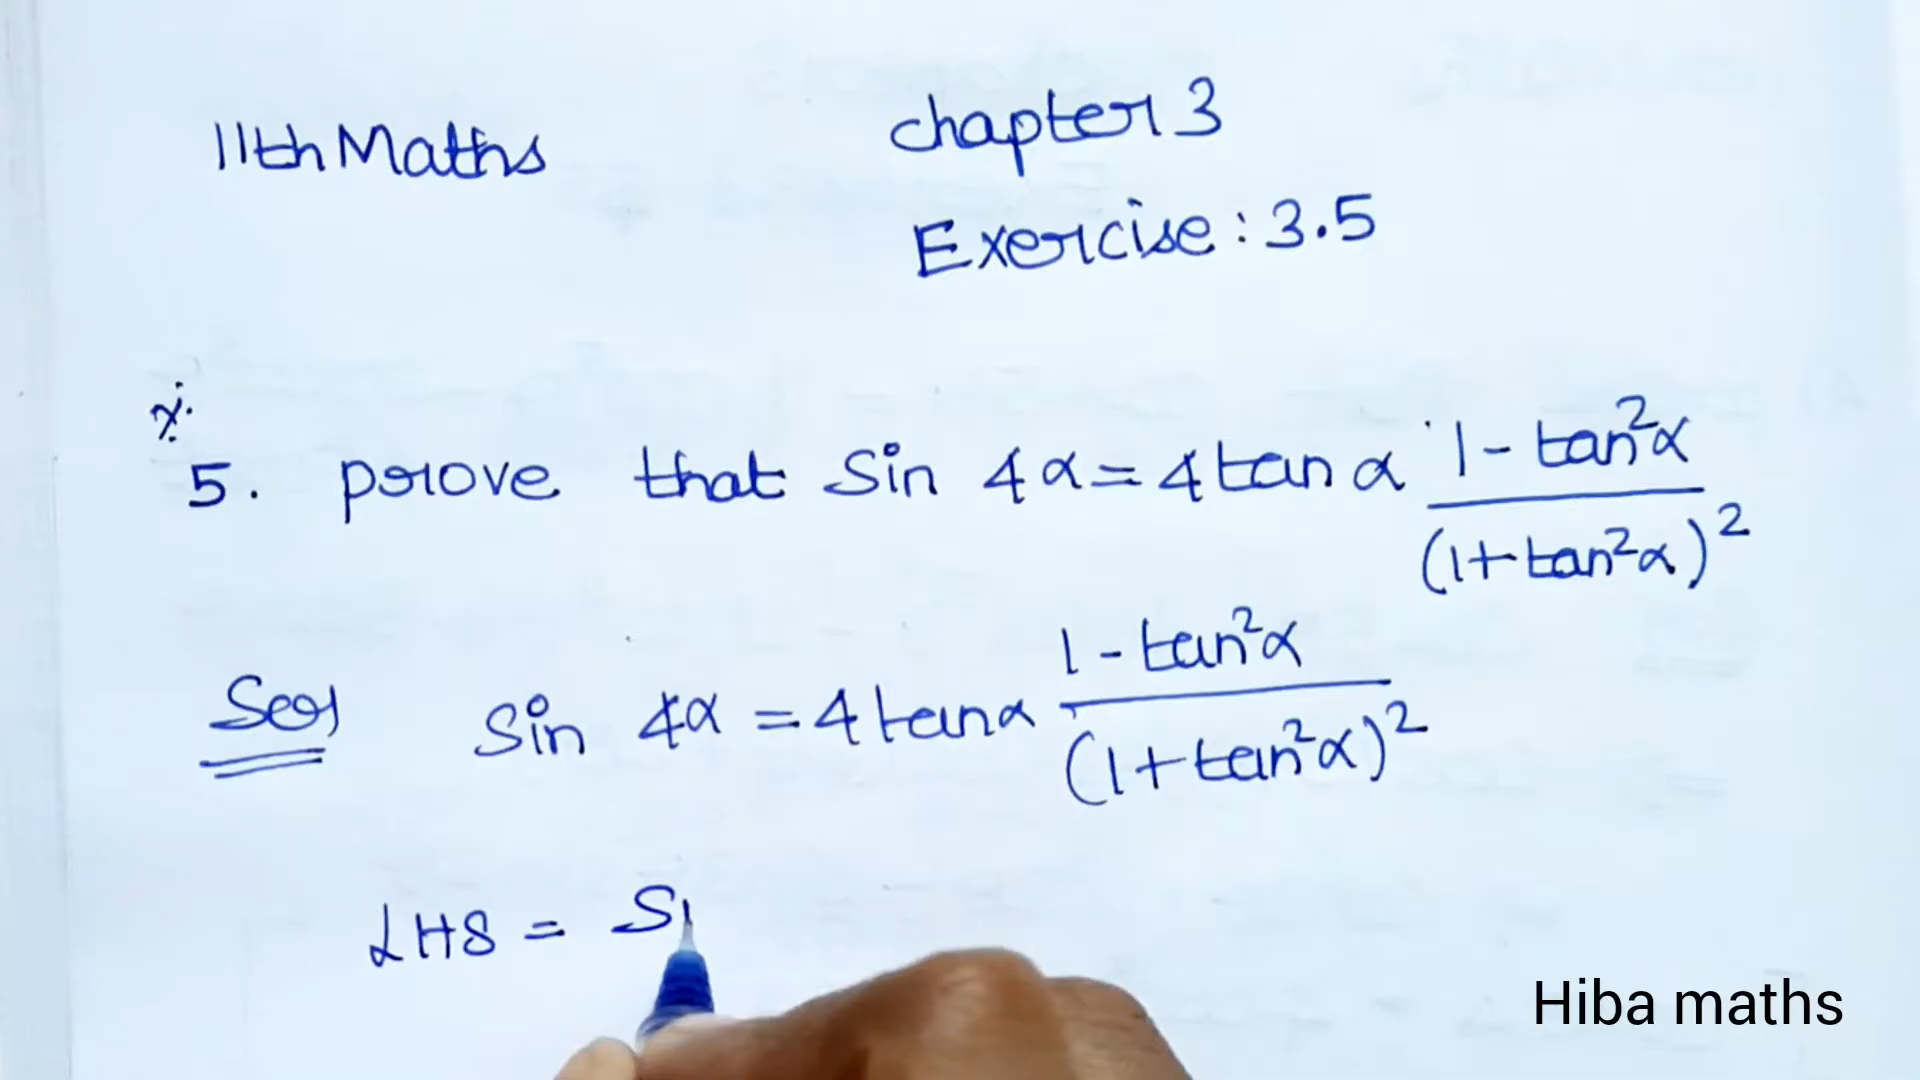 11th Maths chapter 3
Exercise : 3.5
5. prove that Sin 4α = 4 tan α 1 - tan²α / (1 + tan²α)²
Sol Sin 4α = 4 tan α 1 - tan²α / (1 + tan²α)²
LHS = Si
Hiba maths